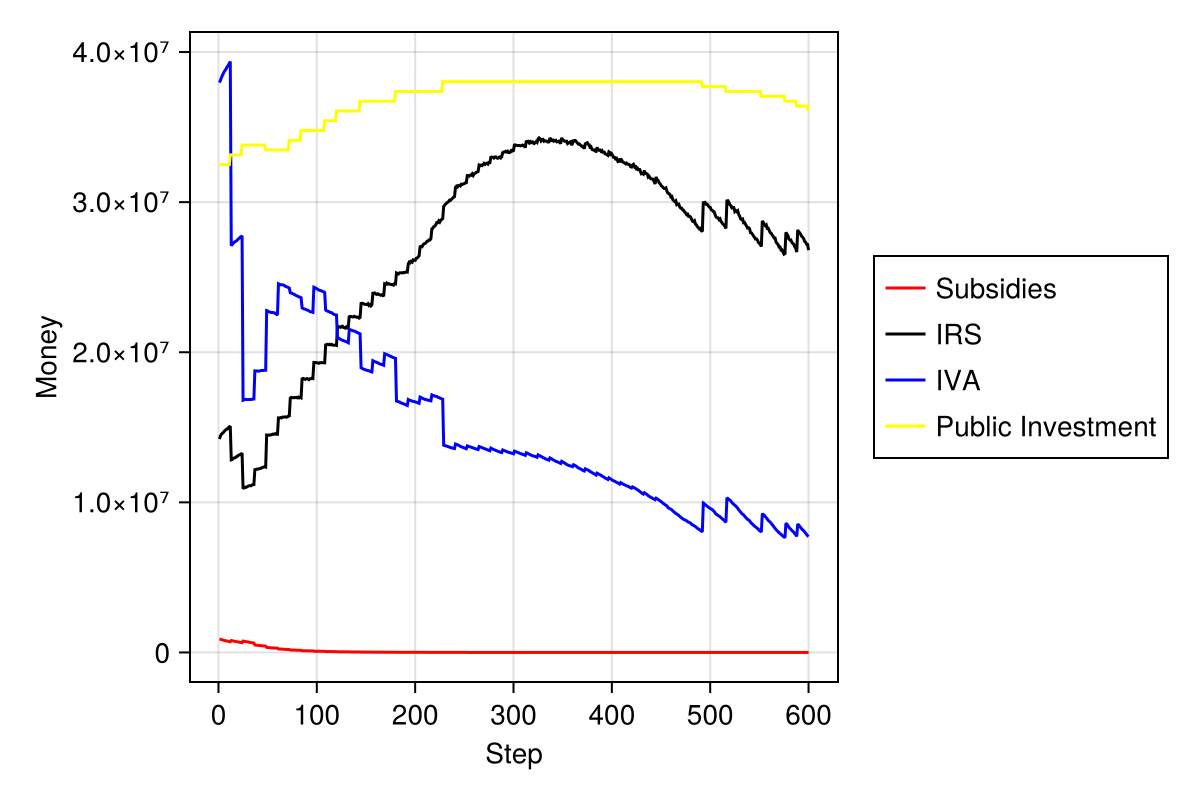 4.0×10⁷
3.0×10⁷
2.0×10⁷
1.0×10⁷
0
Money
0 100 200 300 400 500 600
Step
Subsidies
IRS
IVA
Public Investment